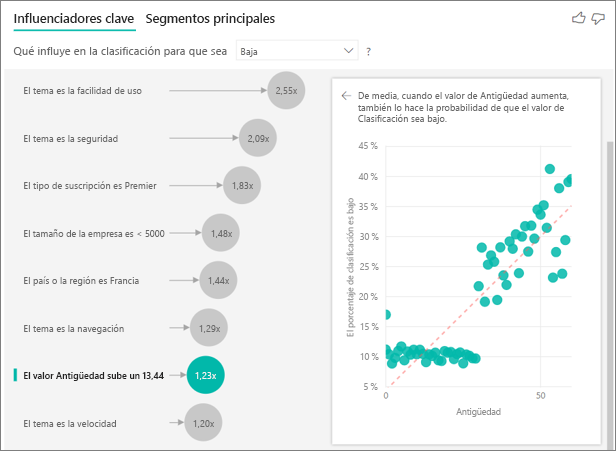 Influenciadores clave Segmentos principales
Qué influye en la clasificación para que sea Baja ?
El tema es la facilidad de uso 2,55x
El tema es la seguridad 2,09x
El tipo de suscripción es Premier 1,83x
El tamaño de la empresa es < 5000 1,48x
El país o la región es Francia 1,44x
El tema es la navegación 1,29x
El valor Antigüedad sube un 13,44 1,23x
El tema es la velocidad 1,20x
De media, cuando el valor de Antigüedad aumenta,
también lo hace la probabilidad de que el valor de
Clasificación sea bajo.
El porcentaje de clasificación es bajo
45 %
40 %
35 %
30 %
25 %
20 %
15 %
10 %
5 %
0 50
Antigüedad